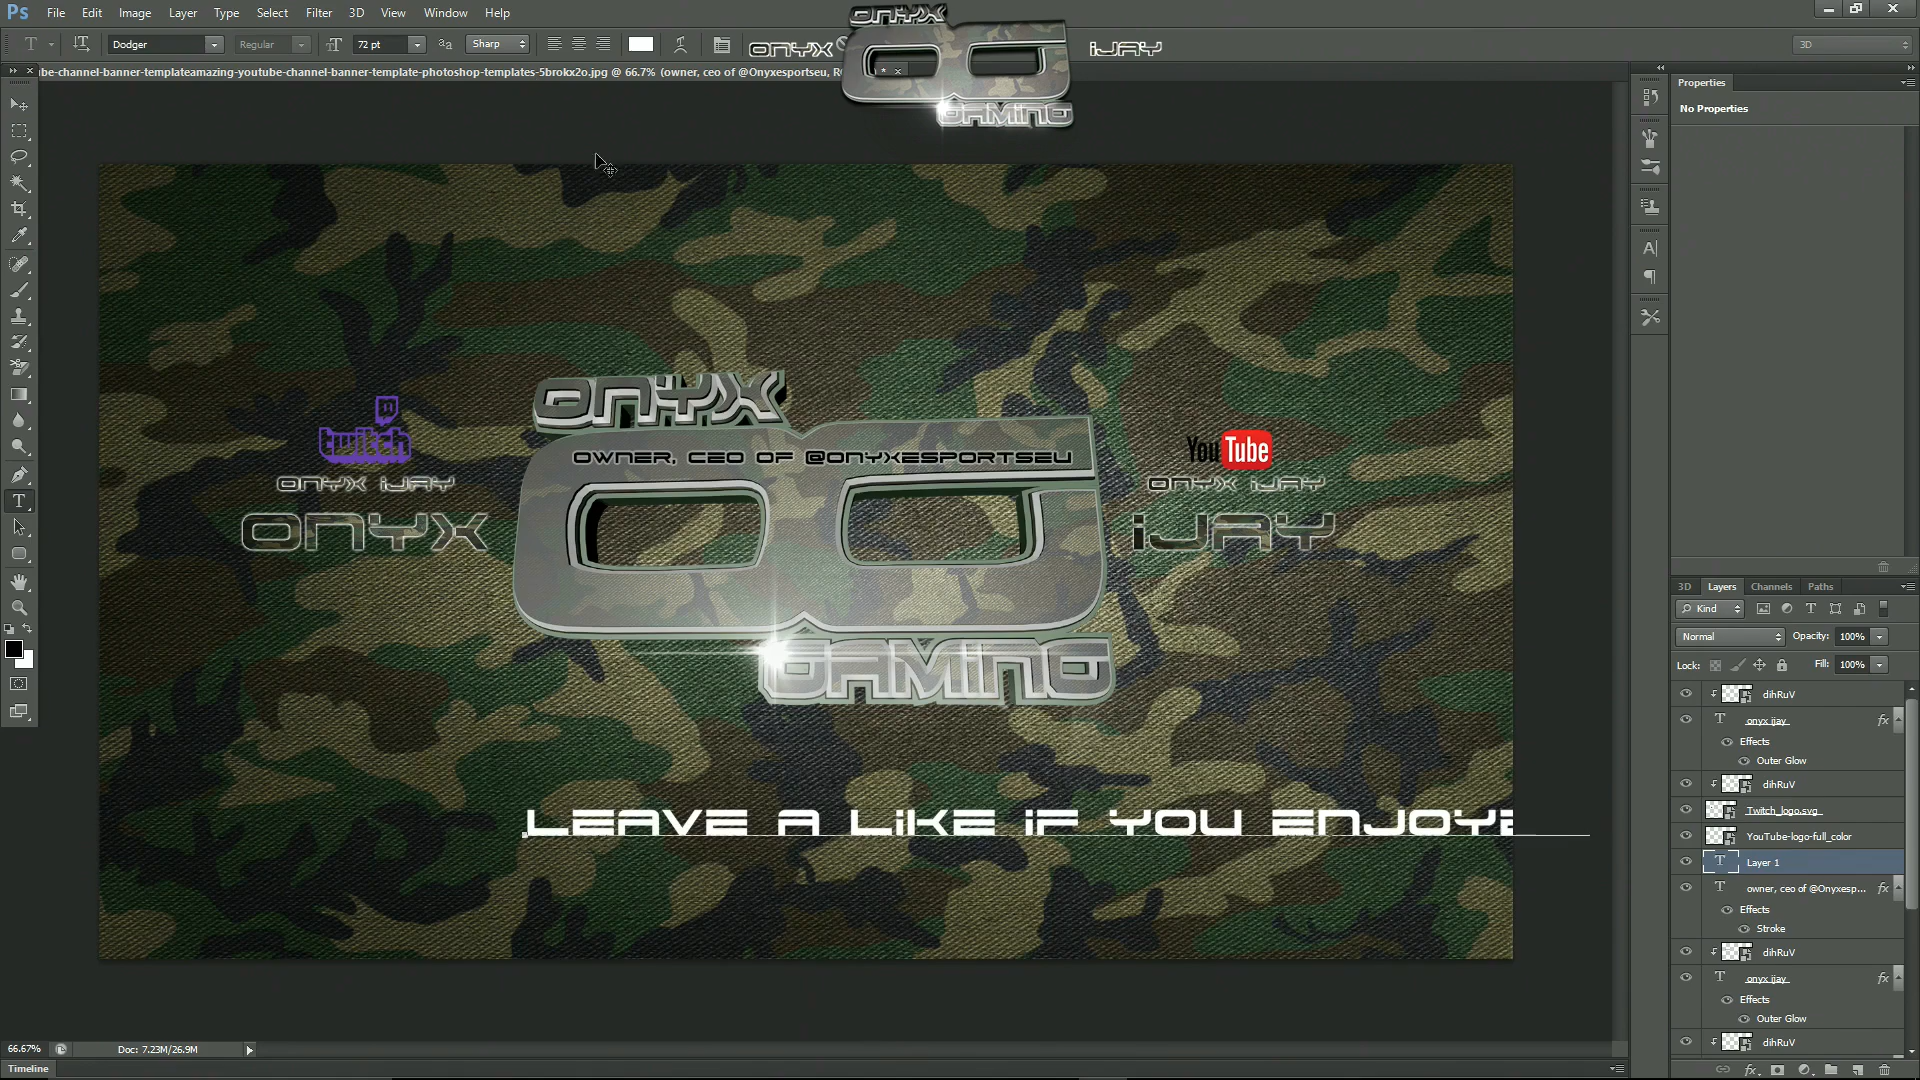 Ps File Edit Image Layer Type Select Filter 3D View Window Help
ONYX
GAMING
T Dodger Regular 72 pt Sharp ONYX iJAY 3D
be-channel-banner-templateamazing-youtube-channel-banner-template-photoshop-templates-5brokx2o.jpg @ 66.7% (owner, ceo of @Onyxesportseu, R
Properties
No Properties
ONYX
OWNER, CEO OF @ONYXESPORTSEU
GAMING
twitch
ONYX iJAY
ONYX
YouTube
ONYX iJAY
iJAY
LEAVE A LIKE IF YOU ENJOYE
3D Layers Channels Paths
Kind
Normal Opacity: 100%
Lock: Fill: 100%
dihRuV
onyx ijay fx
Effects
Outer Glow
dihRuV
Twitch_logo.svg
YouTube-logo-full_color
Layer 1
owner, ceo of @Onyxesp... fx
Effects
Stroke
dihRuV
onyx ijay fx
Effects
Outer Glow
dihRuV
66.67% Doc: 7.23M/26.9M
Timeline